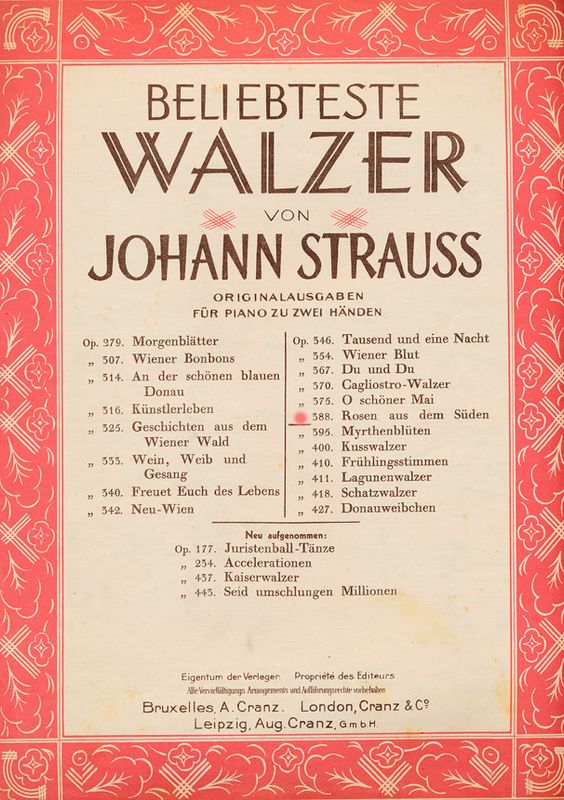 BELIEBTESTE
WALZER
VON
JOHANN STRAUSS
ORIGINALAUSGABEN
FÜR PIANO ZU ZWEI HÄNDEN
Op. 279. Morgenblätter
„ 307. Wiener Bonbons
„ 314. An der schönen blauen
Donau
„ 316. Künstlerleben
„ 325. Geschichten aus dem
Wiener Wald
„ 333. Wein, Weib und
Gesang
„ 340. Freuet Euch des Lebens
„ 342. Neu-Wien
Op. 346. Tausend und eine Nacht
„ 354. Wiener Blut
„ 367. Du und Du
„ 370. Cagliostro-Walzer
„ 375. O schöner Mai
388. Rosen aus dem Süden
„ 395. Myrthenblüten
„ 400. Kusswalzer
„ 410. Frühlingsstimmen
„ 411. Lagunenwalzer
„ 418. Schatzwalzer
„ 427. Donauweibchen
Neu aufgenommen:
Op. 177. Juristenball-Tänze
„ 234. Accelerationen
„ 437. Kaiserwalzer
„ 443. Seid umschlungen Millionen
Eigentum der Verleger. Propriété des Editeurs
Alle Vervielfältigungs Arrangements und Aufführungsrechte vorbehalten
Bruxelles, A. Cranz. London, Cranz & Cº
Leipzig, Aug. Cranz, G.m.b.H.